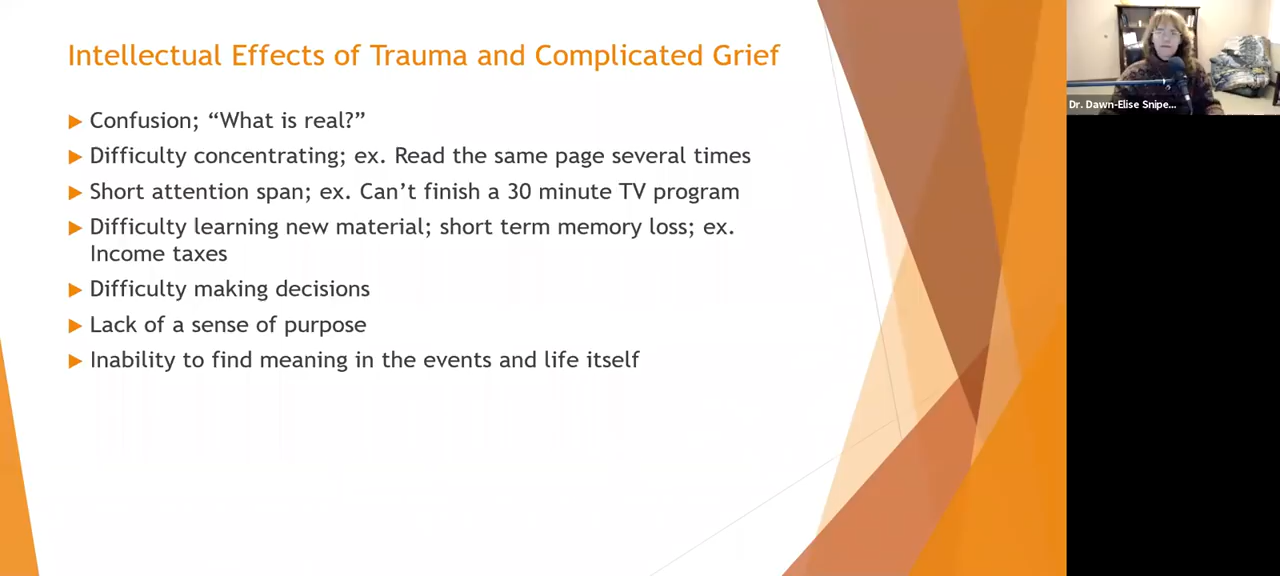 Intellectual Effects of Trauma and Complicated Grief
Confusion; “What is real?”
Difficulty concentrating; ex. Read the same page several times
Short attention span; ex. Can’t finish a 30 minute TV program
Difficulty learning new material; short term memory loss; ex.
Income taxes
Difficulty making decisions
Lack of a sense of purpose
Inability to find meaning in the events and life itself
Dr. Dawn-Elise Snipe...